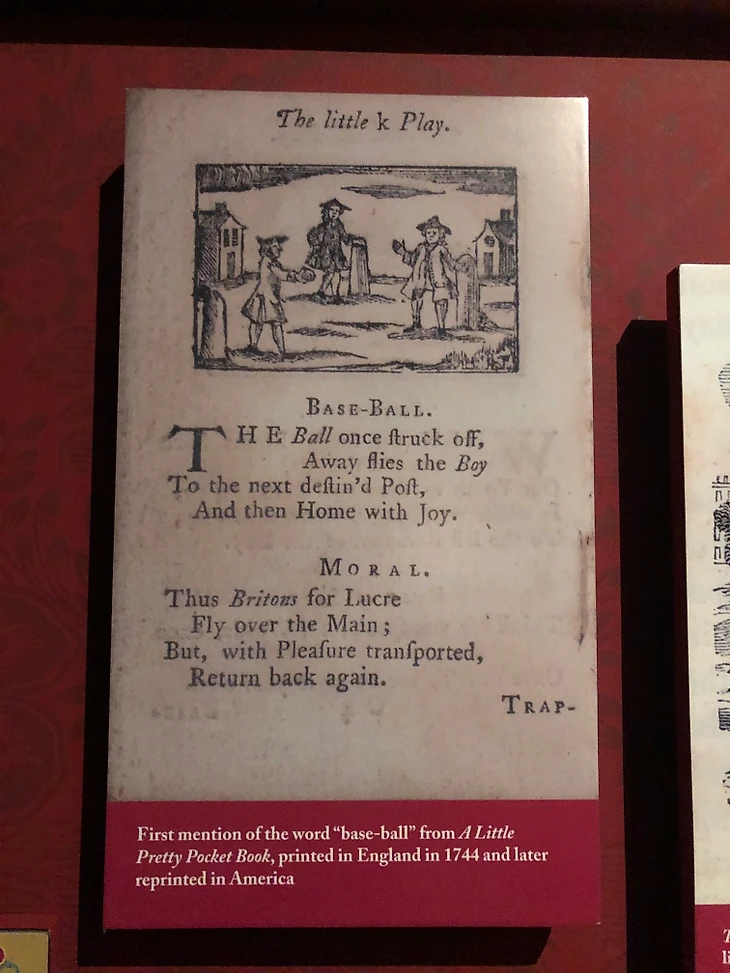 The little k Play.
BASE-BALL.
THE Ball once ſtruck off,
Away flies the Boy
To the next deſtin'd Poſt,
And then Home with Joy.
MORAL.
Thus Britons for Lucre
Fly over the Main;
But, with Pleaſure tranſported,
Return back again.
TRAP-
First mention of the word “base-ball” from A Little
Pretty Pocket Book, printed in England in 1744 and later
reprinted in America